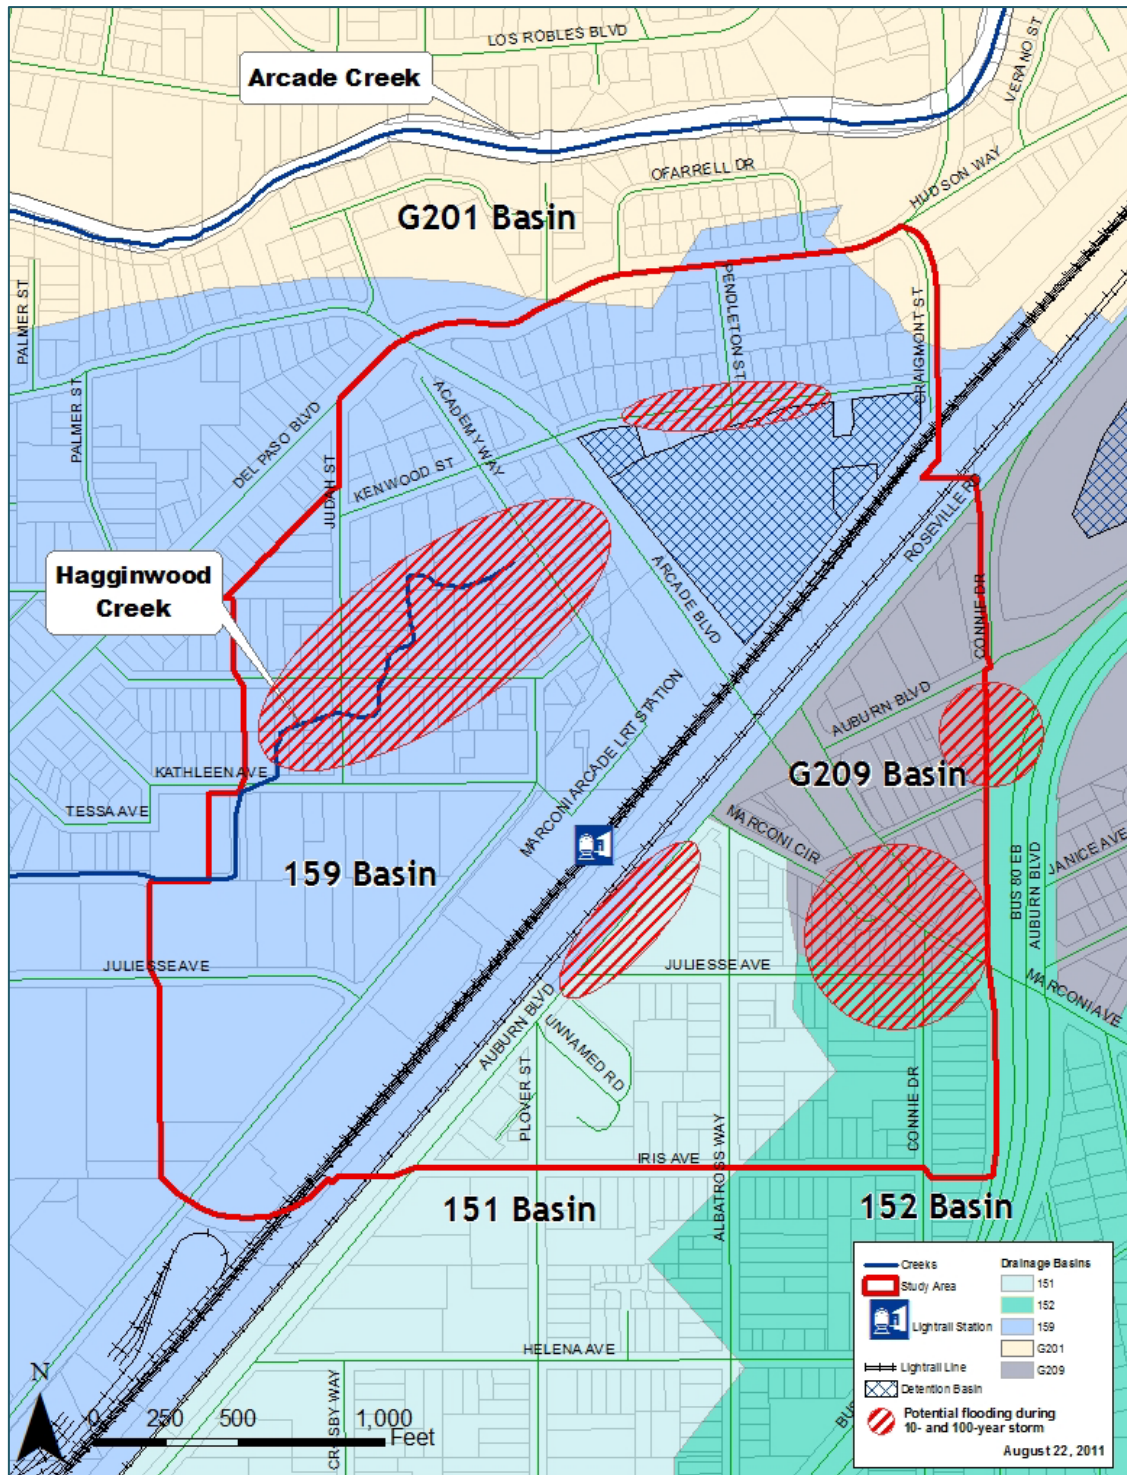 LOS ROBLES BLVD
VERANO ST
Arcade Creek
OFARRELL DR
HUDSON WAY
G201 Basin
PALMER ST
PENDLETON ST
CRAIGMONT ST
PALMER ST
DEL PASO BLVD
ACADEMY WAY
JUDAH ST
KENWOOD ST
ROSEVILLE RD
Hagginwood
Creek
ARCADE BLVD
CONNIE DR
AUBURN BLVD
MARCONI ARCADE LRT STATION
KATHLEEN AVE
TESSA AVE
G209 Basin
MARCONI CIR
159 Basin
BUS 80 EB
AUBURN BLVD
JANICE AVE
JULIESSE AVE
JULIESSE AVE
MARCONI AVE
AUBURN BLVD
UNNAMED RD
PLOVER ST
CONNIE DR
IRIS AVE
ALBATROSS WAY
151 Basin
152 Basin
HELENA AVE
CROSBY WAY
BUS
N
0 250 500 1,000
Feet
Creeks
Study Area
Lightrail Station
Lightrail Line
Detention Basin
Potential flooding during
10- and 100-year storm
Drainage Basins
151
152
159
G201
G209
August 22, 2011